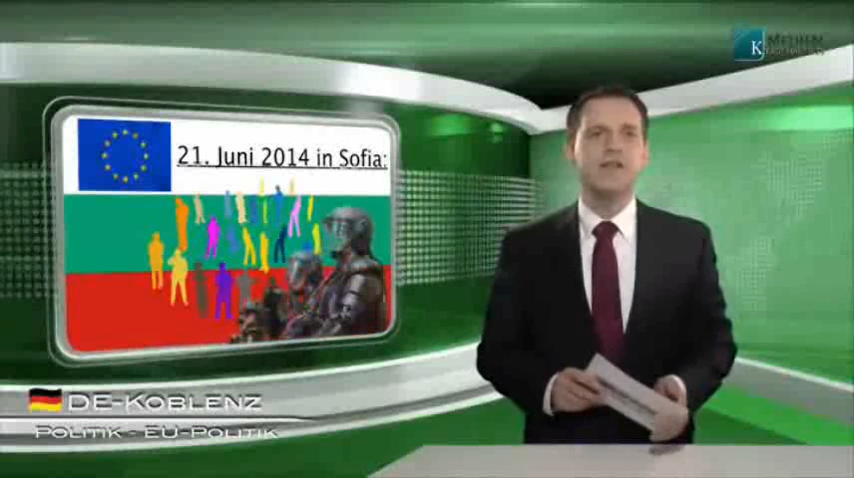 21. Juni 2014 in Sofia:
DE-KOBLENZ
POLITIK - EU-POLITIK